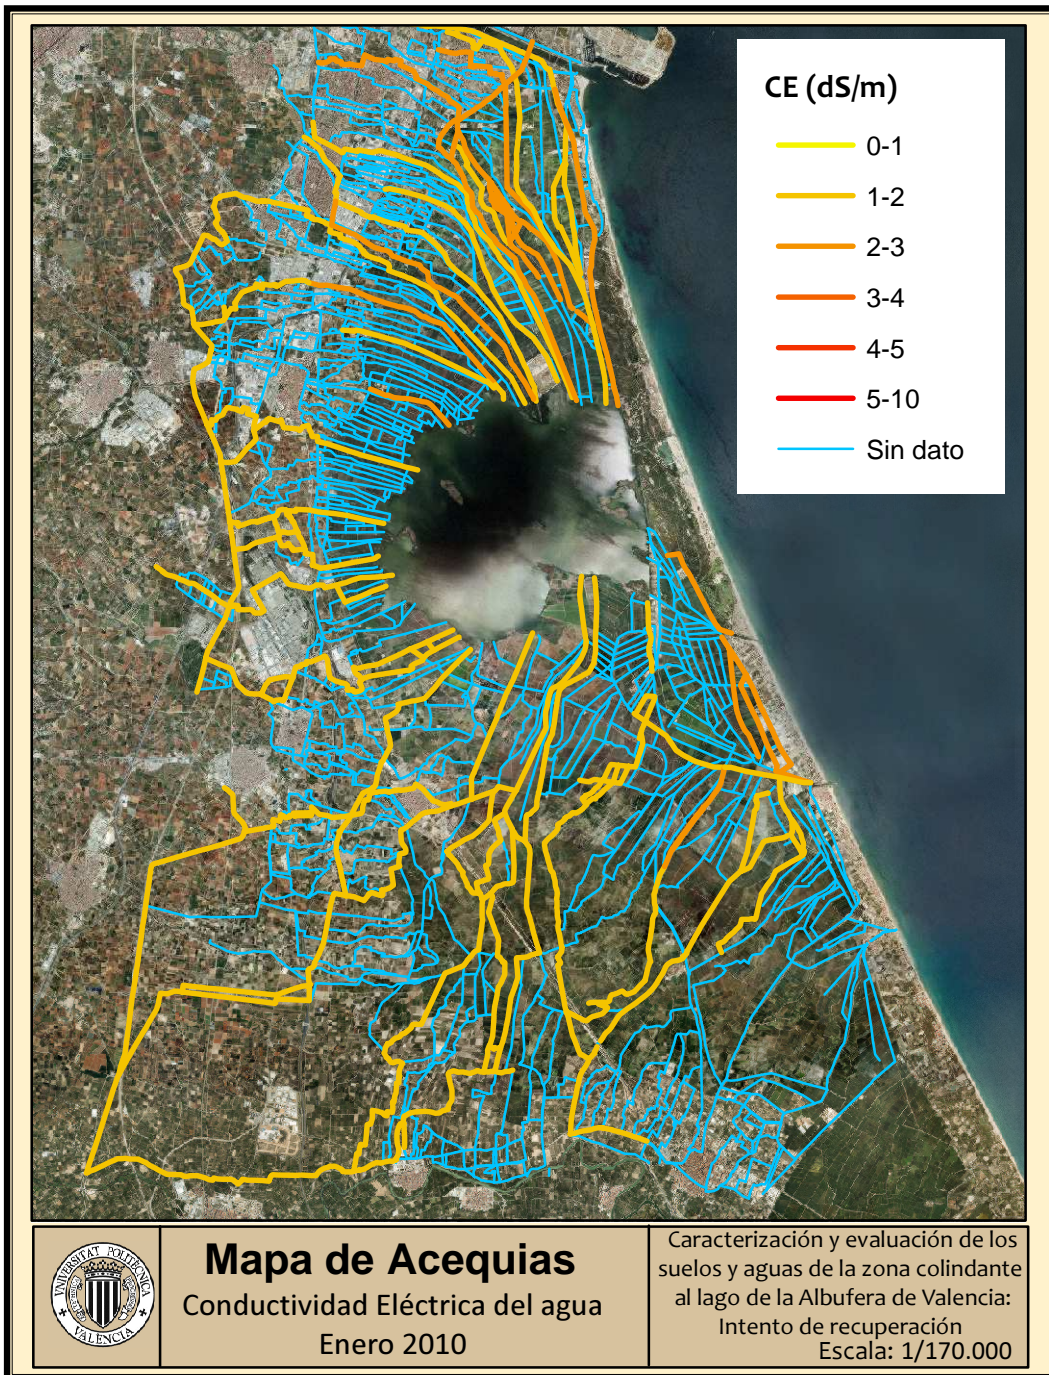 CE (dS/m)
0-1
1-2
2-3
3-4
4-5
5-10
Sin dato
UNIVERSITAT POLITÈCNICA
VALÈNCIA
Mapa de Acequias
Conductividad Eléctrica del agua
Enero 2010
Caracterización y evaluación de los
suelos y aguas de la zona colindante
al lago de la Albufera de Valencia:
Intento de recuperación
Escala: 1/170.000